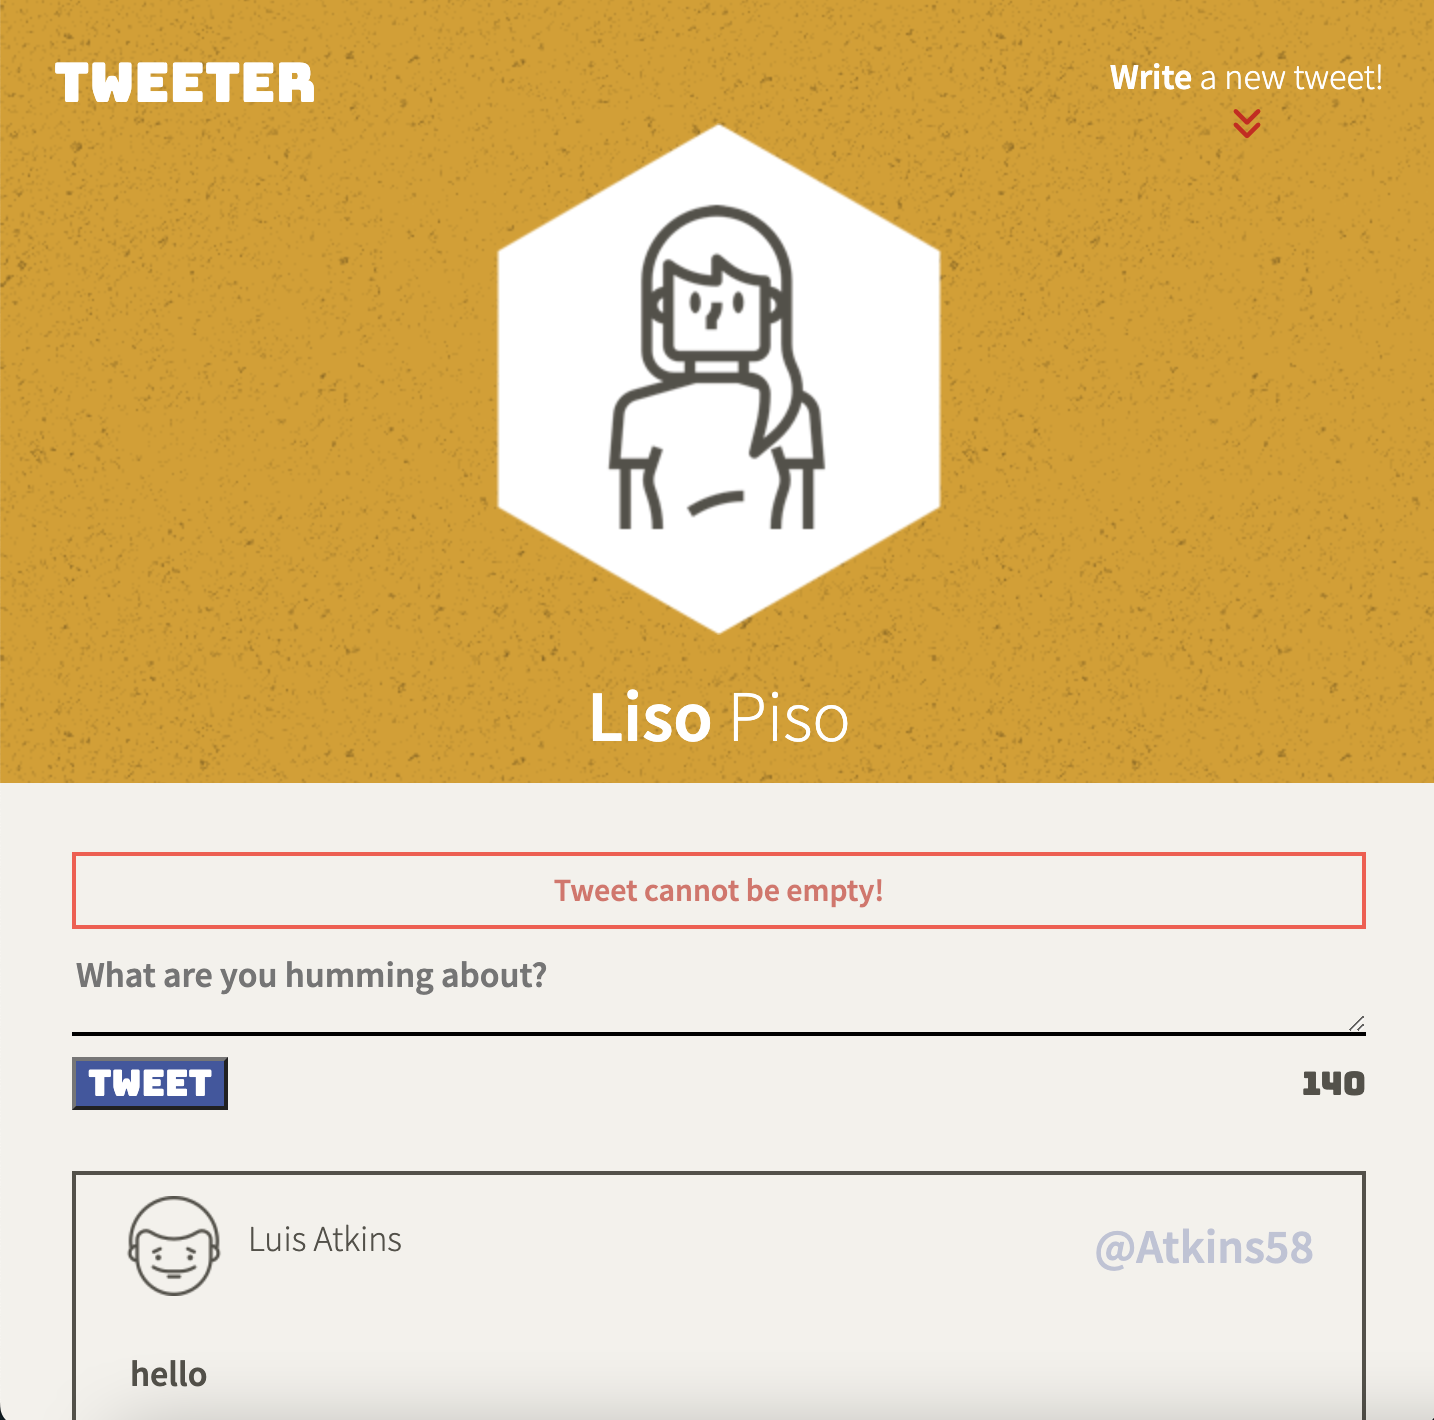 TWEETER
Write a new tweet!
Liso Piso
Tweet cannot be empty!
What are you humming about?
TWEET
140
Luis Atkins
@Atkins58
hello